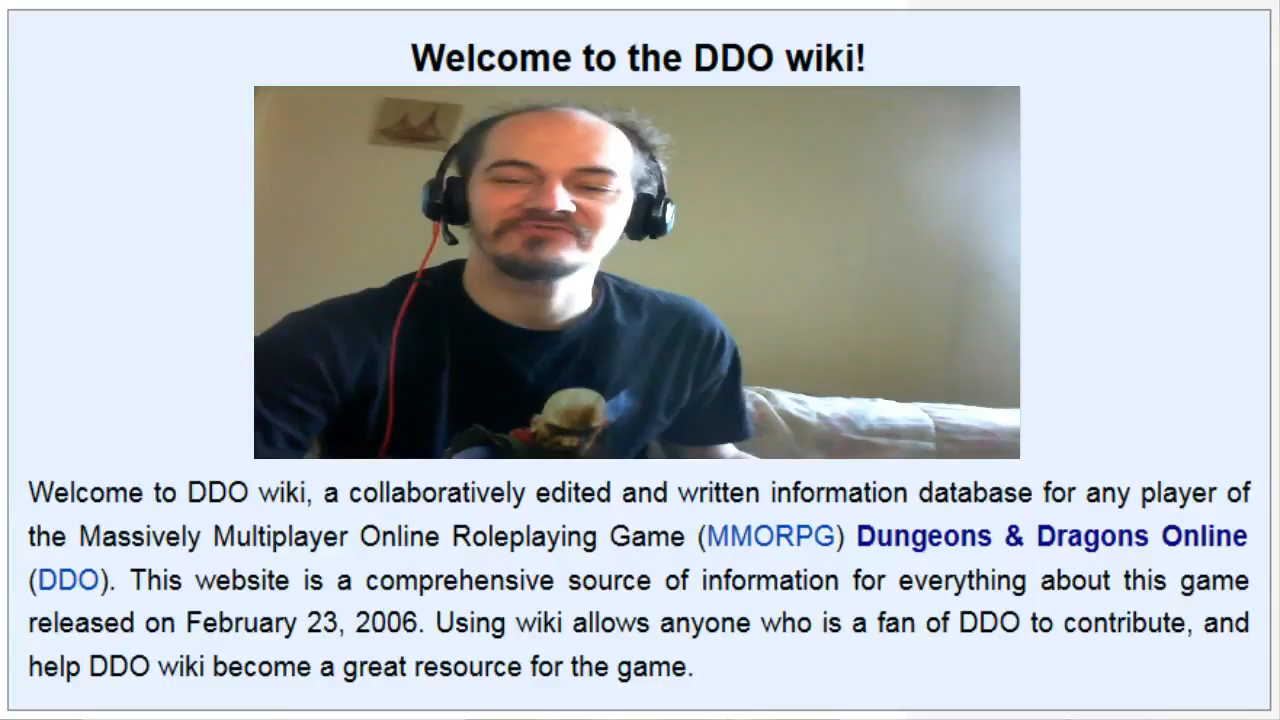 Welcome to the DDO wiki!
Welcome to DDO wiki, a collaboratively edited and written information database for any player of
the Massively Multiplayer Online Roleplaying Game (MMORPG) Dungeons & Dragons Online
(DDO). This website is a comprehensive source of information for everything about this game
released on February 23, 2006. Using wiki allows anyone who is a fan of DDO to contribute, and
help DDO wiki become a great resource for the game.